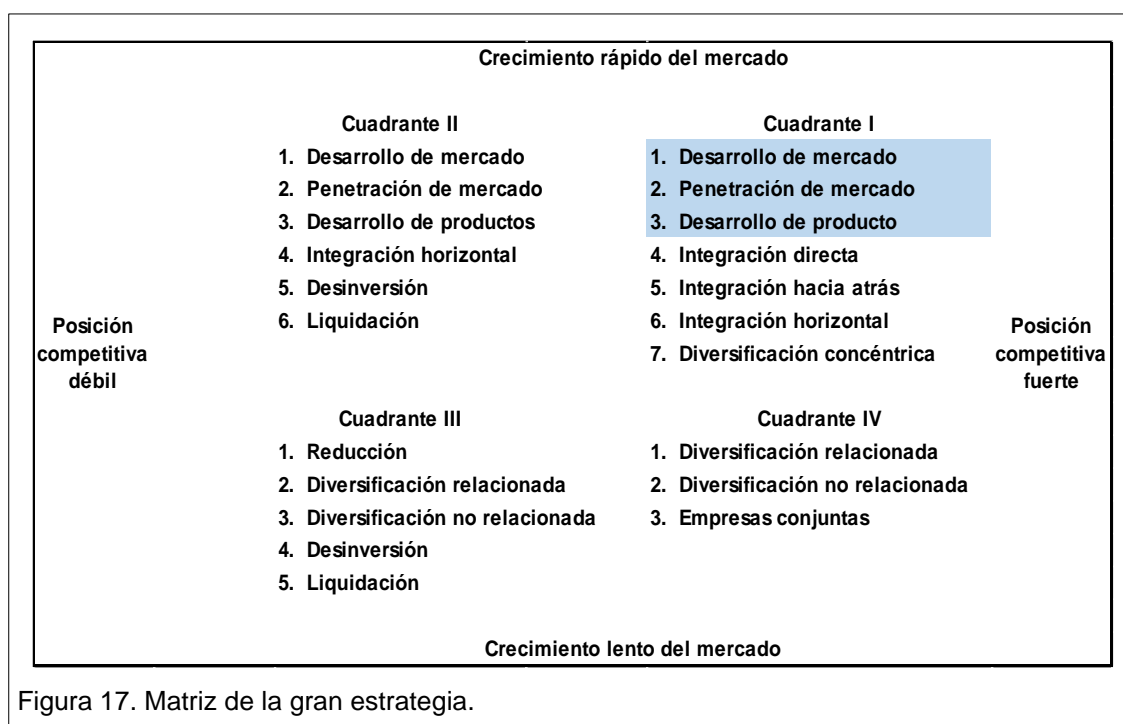 Crecimiento rápido del mercado
Cuadrante II
1. Desarrollo de mercado
2. Penetración de mercado
3. Desarrollo de productos
4. Integración horizontal
5. Desinversión
6. Liquidación
Cuadrante I
1. Desarrollo de mercado
2. Penetración de mercado
3. Desarrollo de producto
4. Integración directa
5. Integración hacia atrás
6. Integración horizontal
7. Diversificación concéntrica
Posición
competitiva
débil
Posición
competitiva
fuerte
Cuadrante III
1. Reducción
2. Diversificación relacionada
3. Diversificación no relacionada
4. Desinversión
5. Liquidación
Cuadrante IV
1. Diversificación relacionada
2. Diversificación no relacionada
3. Empresas conjuntas
Crecimiento lento del mercado
Figura 17. Matriz de la gran estrategia.